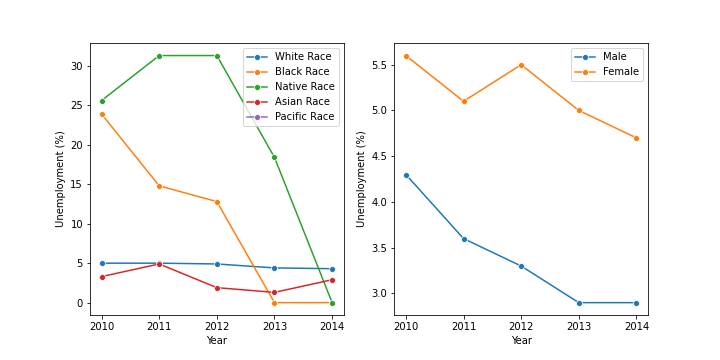 White Race
Black Race
Native Race
Asian Race
Pacific Race
30
25
20
15
10
5
0
Unemployment (%)
2010 2011 2012 2013 2014
Year
Male
Female
5.5
5.0
4.5
4.0
3.5
3.0
Unemployment (%)
2010 2011 2012 2013 2014
Year